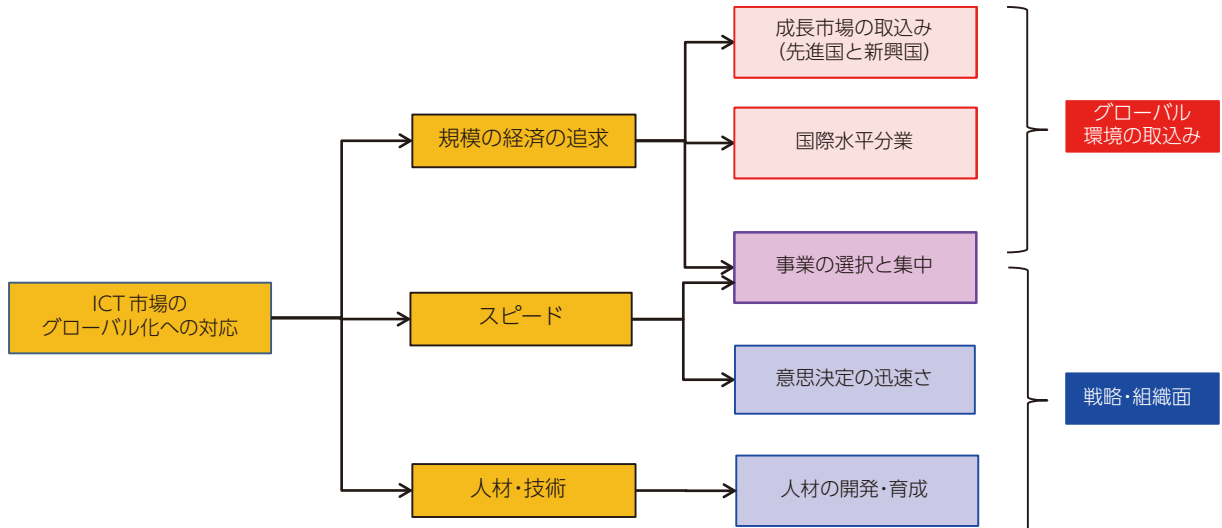 ICT市場の
グローバル化への対応
規模の経済の追求
スピード
人材・技術
成長市場の取込み
(先進国と新興国)
国際水平分業
事業の選択と集中
意思決定の迅速さ
人材の開発・育成
グローバル
環境の取込み
戦略・組織面